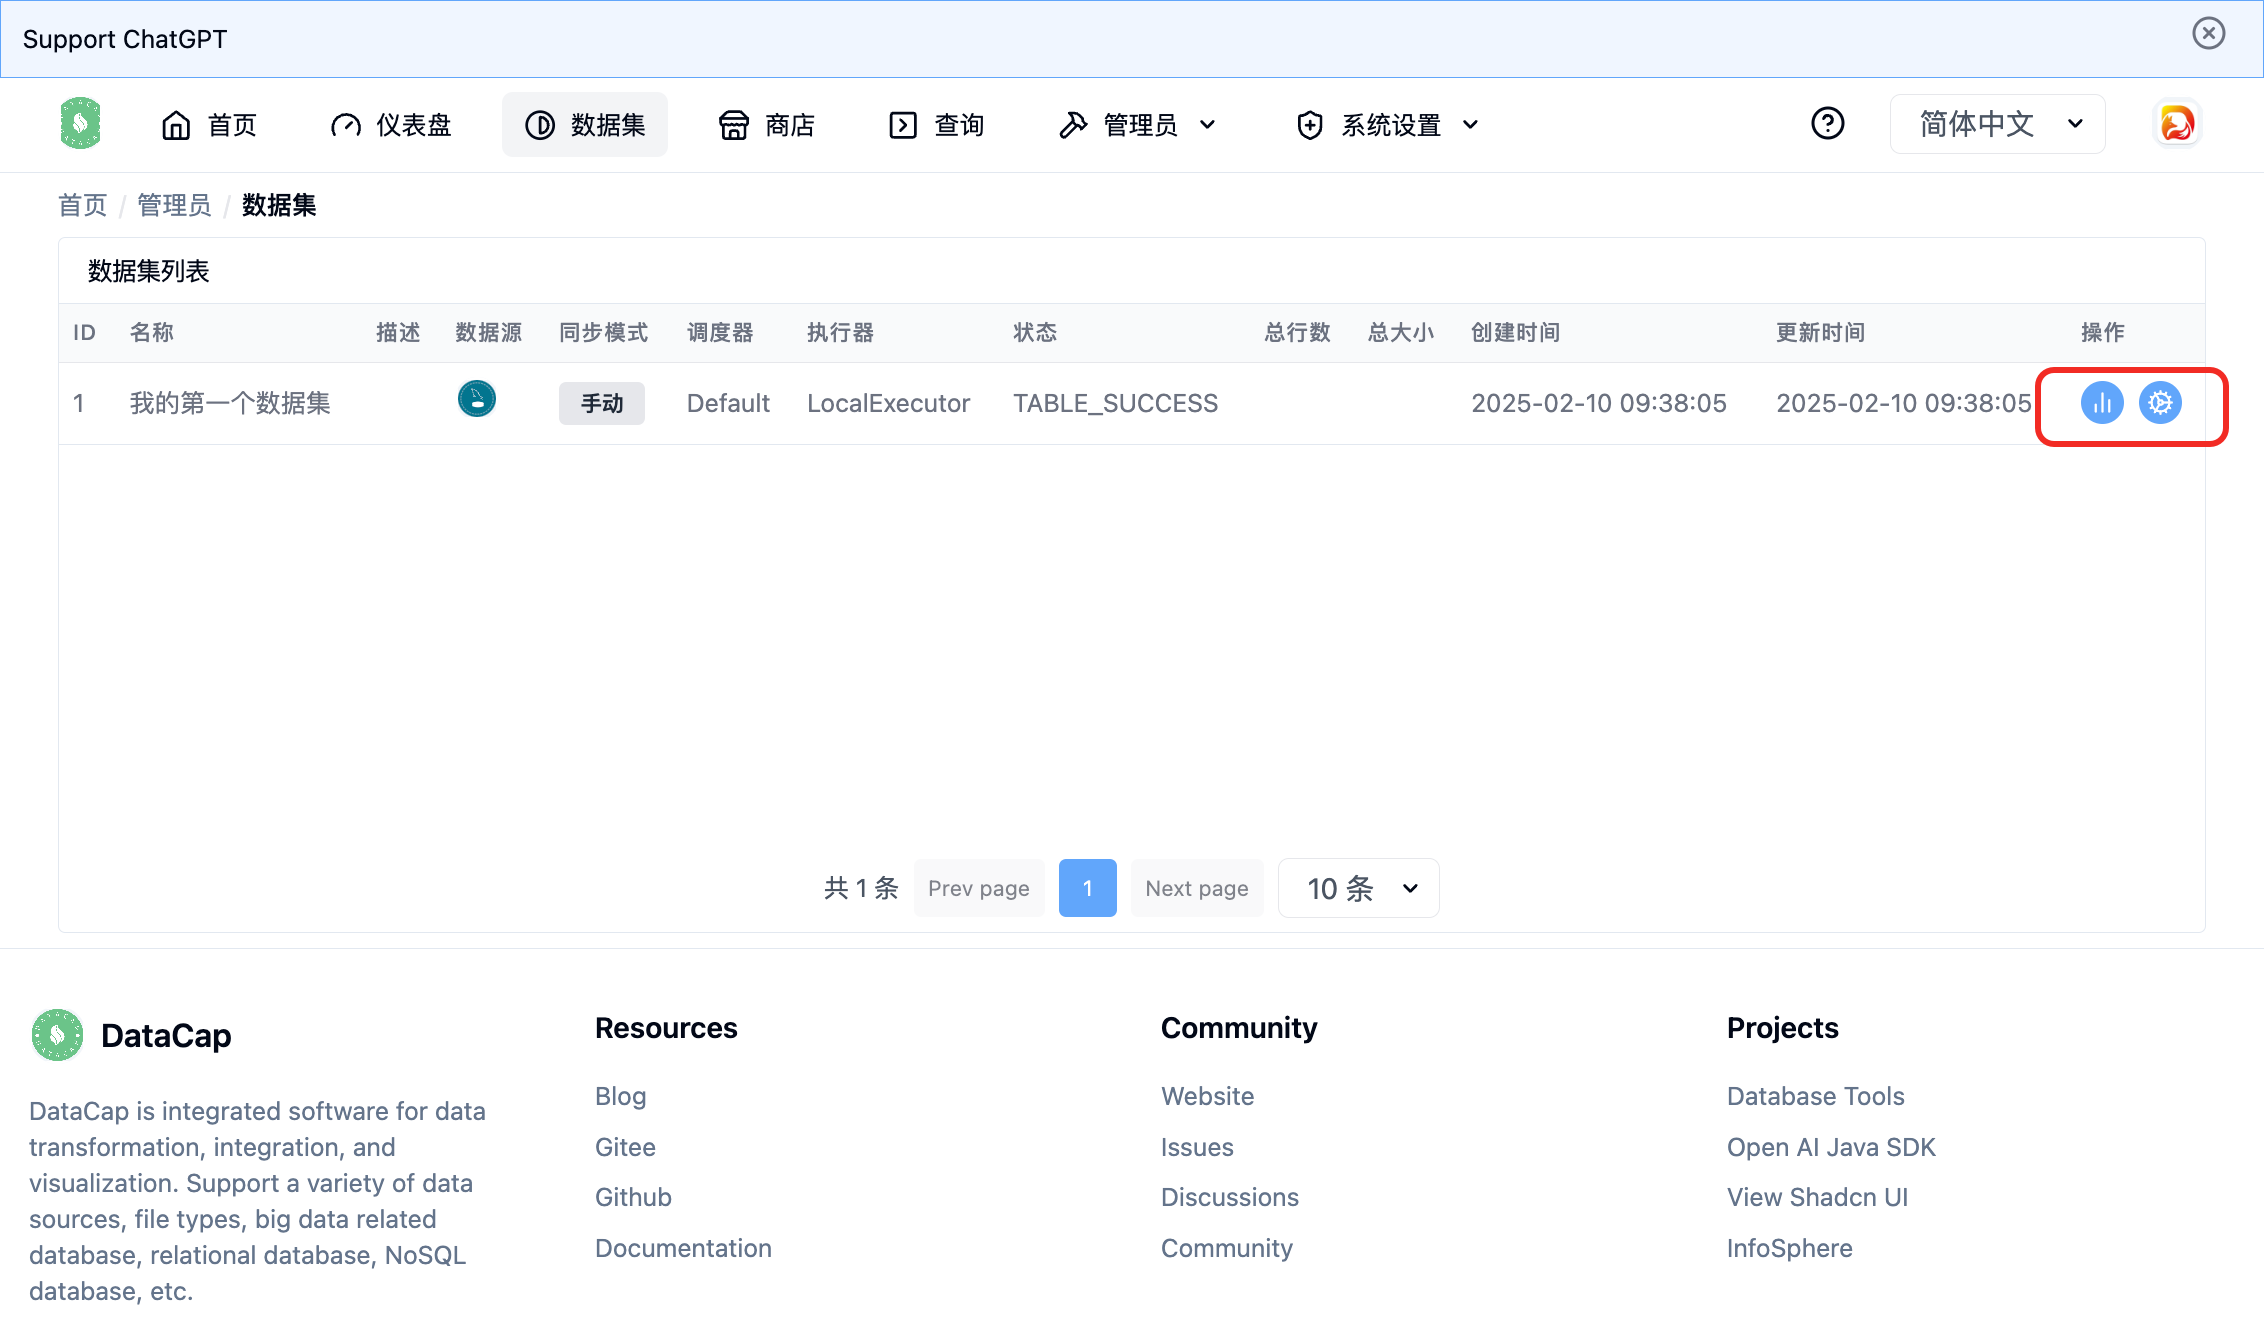 Support ChatGPT
首页 仪表盘 数据集 商店 查询 管理员 系统设置 简体中文
首页 / 管理员 / 数据集
数据集列表
ID 名称 描述 数据源 同步模式 调度器 执行器 状态 总行数 总大小 创建时间 更新时间 操作
1 我的第一个数据集 手动 Default LocalExecutor TABLE_SUCCESS 2025-02-10 09:38:05 2025-02-10 09:38:05
共 1 条 Prev page 1 Next page 10 条
DataCap
DataCap is integrated software for data
transformation, integration, and
visualization. Support a variety of data
sources, file types, big data related
database, relational database, NoSQL
database, etc.
Resources
Blog
Gitee
Github
Documentation
Community
Website
Issues
Discussions
Community
Projects
Database Tools
Open AI Java SDK
View Shadcn UI
InfoSphere